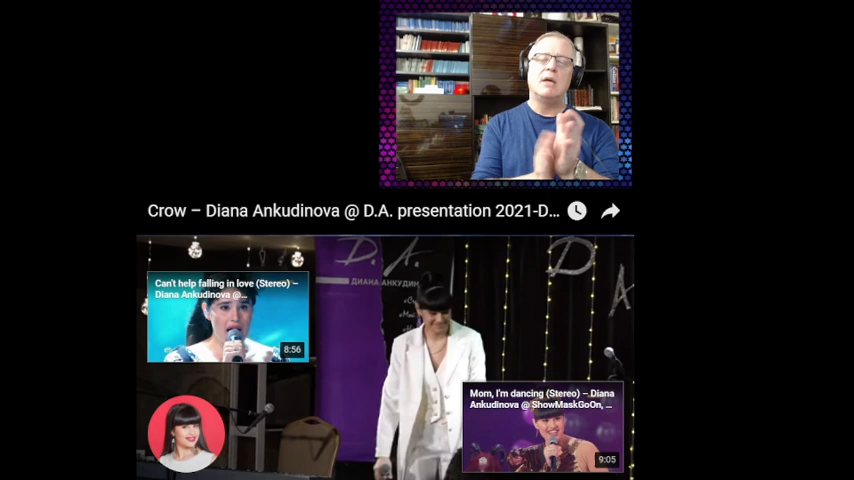 Crow – Diana Ankudinova @ D.A. presentation 2021-D...
D.A.
D
A
ДИАНА АНКУДИН
Can't help falling in love (Stereo) –
Diana Ankudinova @...
8:56
Mom, I'm dancing (Stereo) – Diana
Ankudinova @ ShowMaskGoOn, ...
9:05